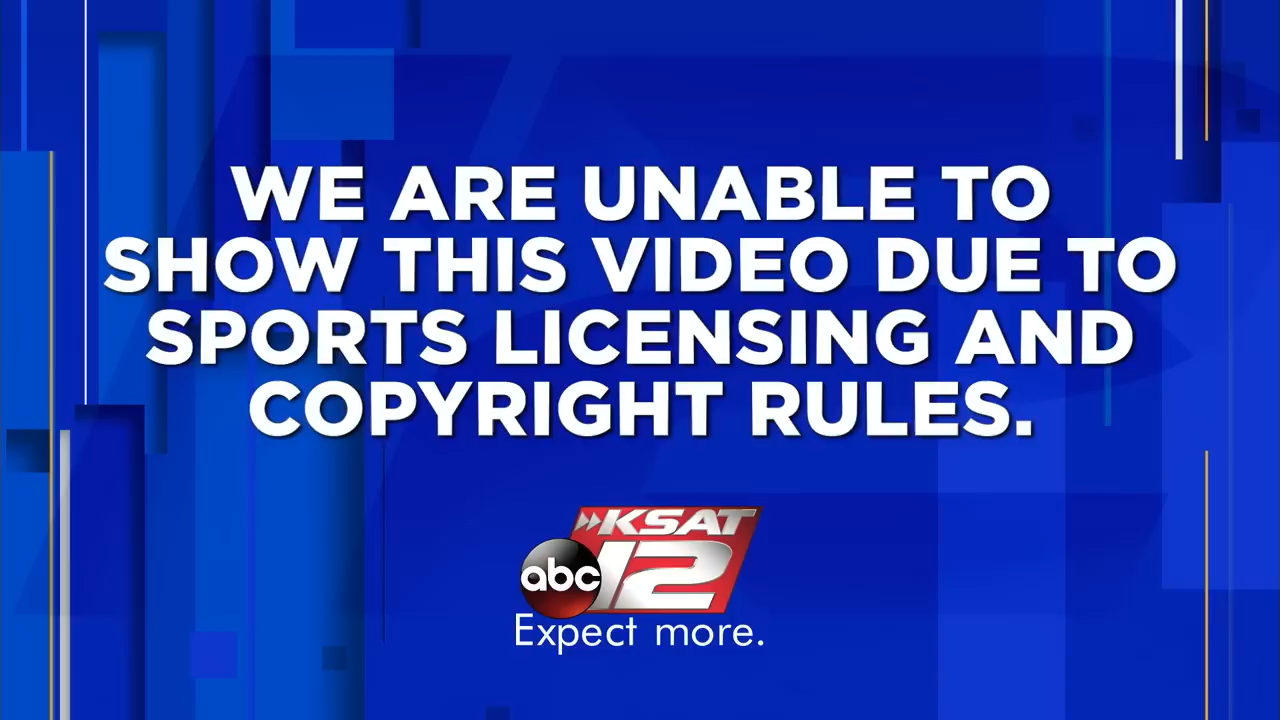 WE ARE UNABLE TO
SHOW THIS VIDEO DUE TO
SPORTS LICENSING AND
COPYRIGHT RULES.
KSAT
abc 12
Expect more.